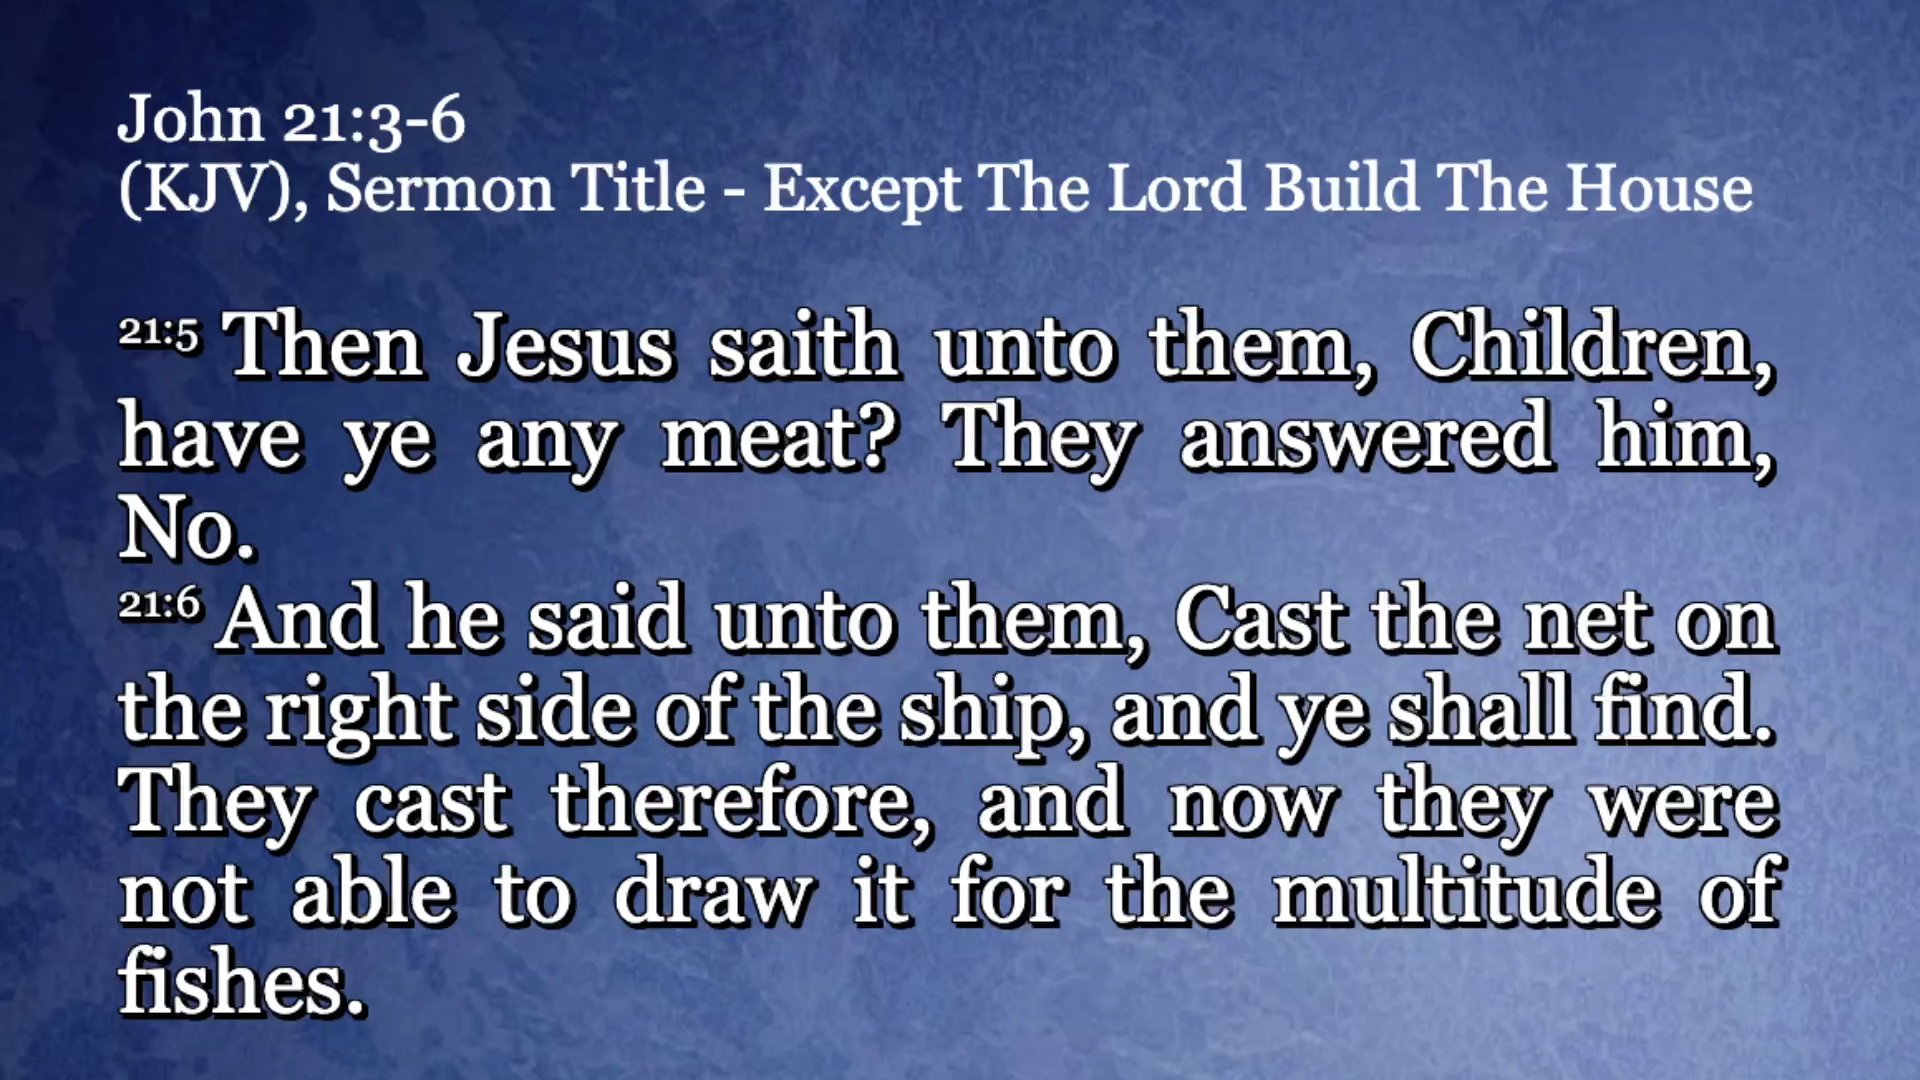 John 21:3-6
(KJV), Sermon Title - Except The Lord Build The House
21:5 Then Jesus saith unto them, Children,
have ye any meat? They answered him,
No.
21:6 And he said unto them, Cast the net on
the right side of the ship, and ye shall find.
They cast therefore, and now they were
not able to draw it for the multitude of
fishes.